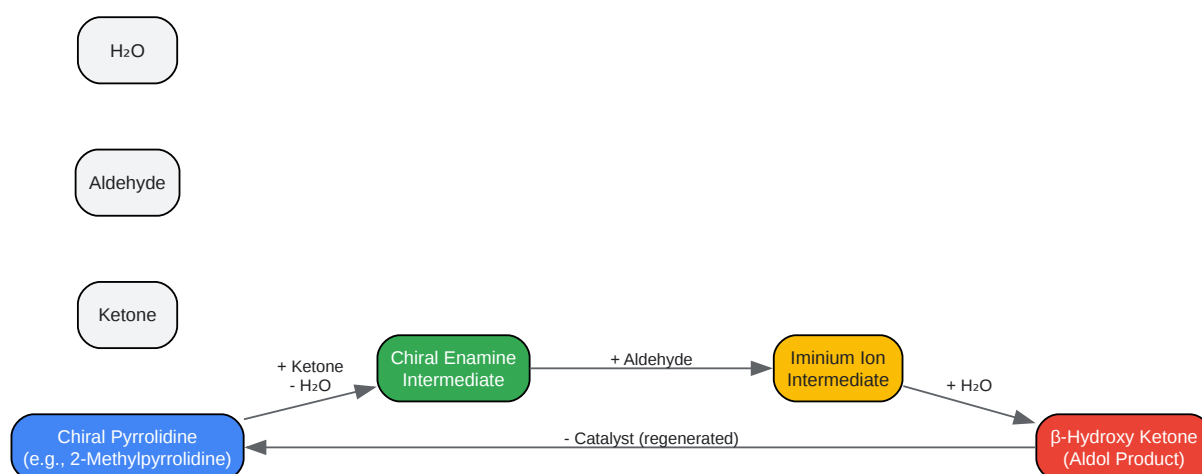 H₂O
Aldehyde
Ketone
+ Ketone
- H₂O
Chiral Enamine
Intermediate
+ Aldehyde
Iminium Ion
Intermediate
+ H₂O
Chiral Pyrrolidine
(e.g., 2-Methylpyrrolidine)
- Catalyst (regenerated)
β-Hydroxy Ketone
(Aldol Product)